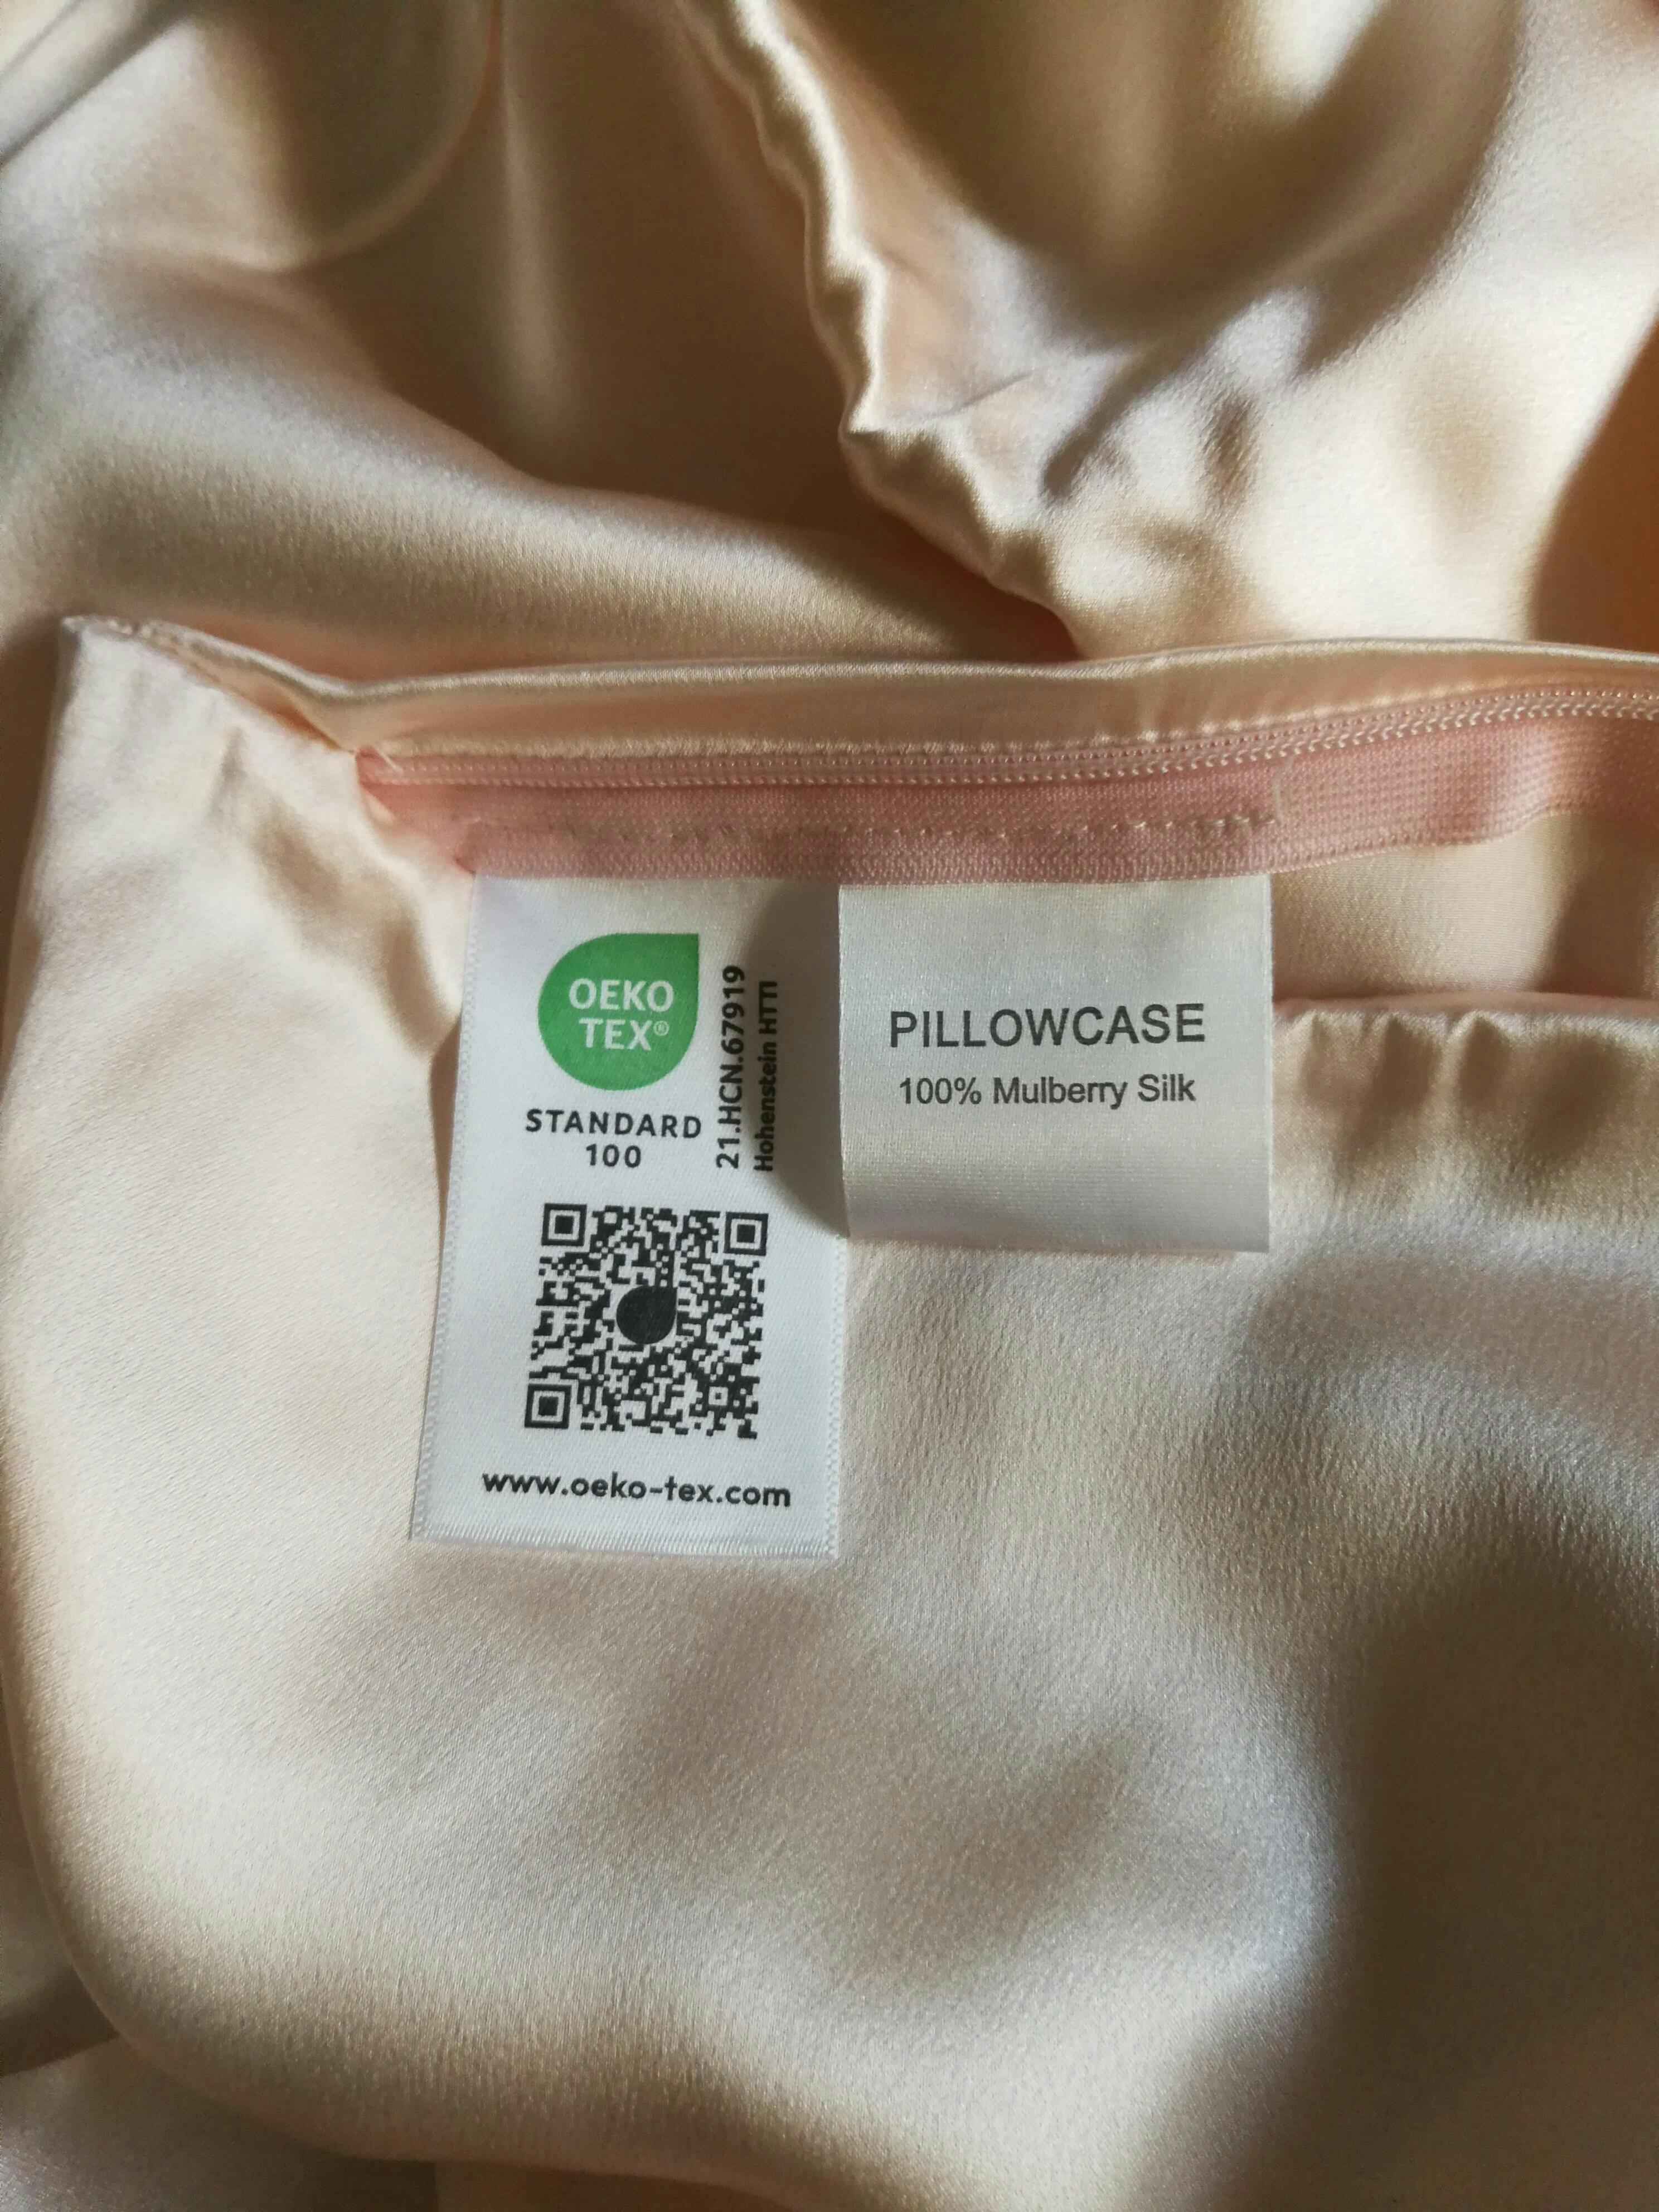 OEKO
TEX®
STANDARD
100
21.HCN.67919
Hohenstein HTTI
www.oeko-tex.com
PILLOWCASE
100% Mulberry Silk